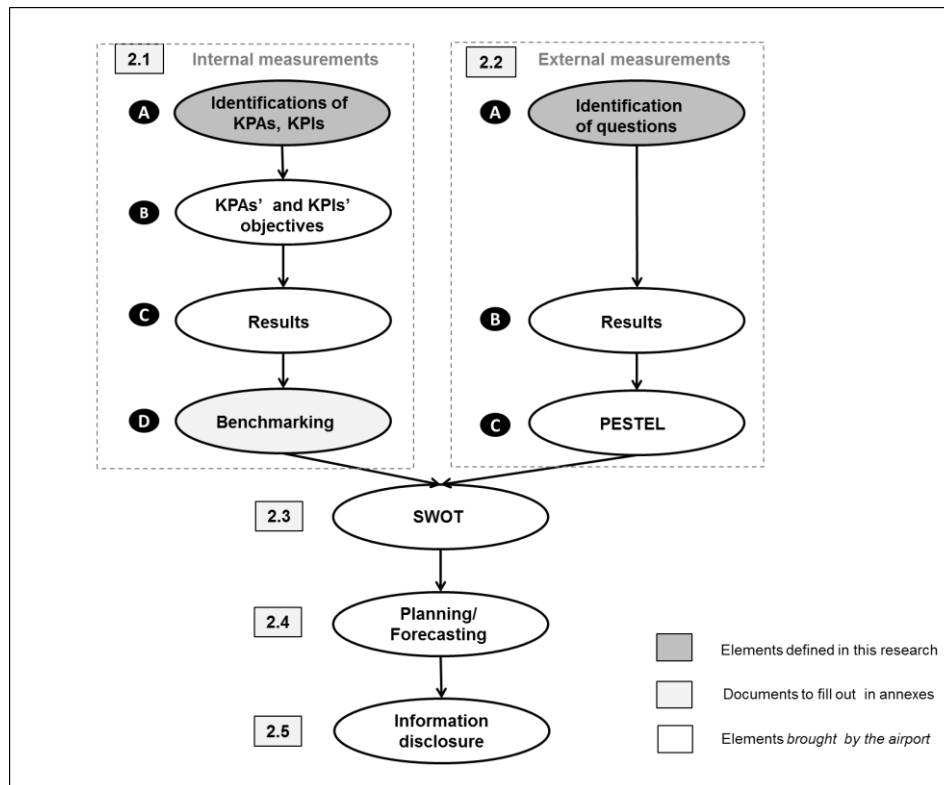 2.1
Internal measurements
A
Identifications of
KPAs, KPIs
B
KPAs' and KPIs'
objectives
C
Results
D
Benchmarking
2.2
External measurements
A
Identification
of questions
B
Results
C
PESTEL
2.3
SWOT
2.4
Planning/
Forecasting
2.5
Information
disclosure
Elements defined in this research
Documents to fill out in annexes
Elements brought by the airport